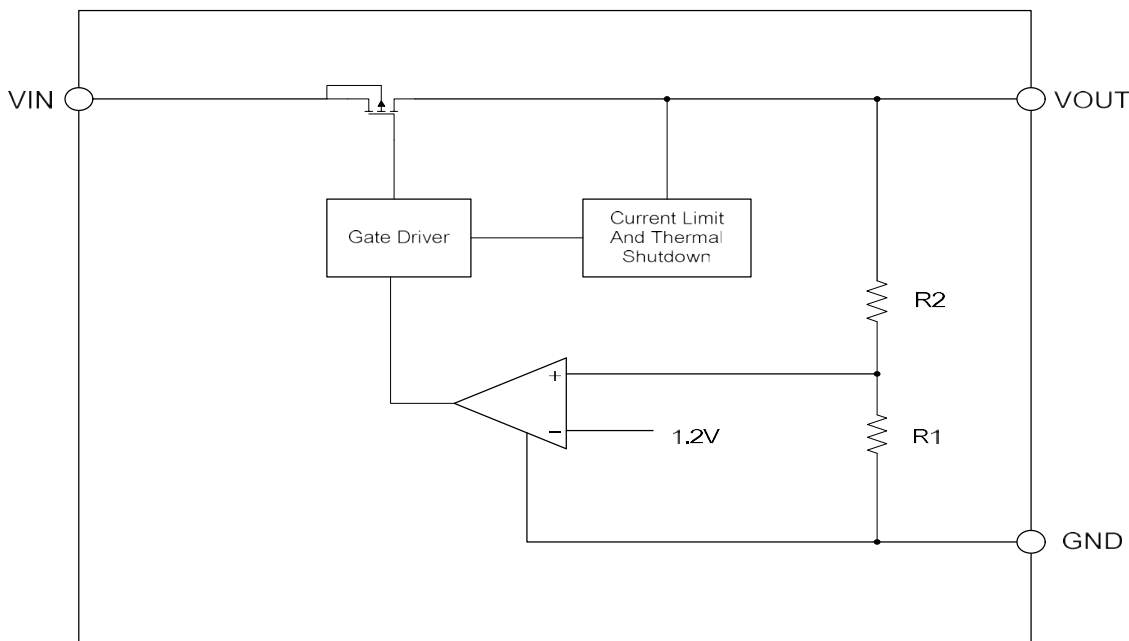 VIN
VOUT
Gate Driver
Current Limit
And Thermal
Shutdown
R2
+
−
1.2V
R1
GND